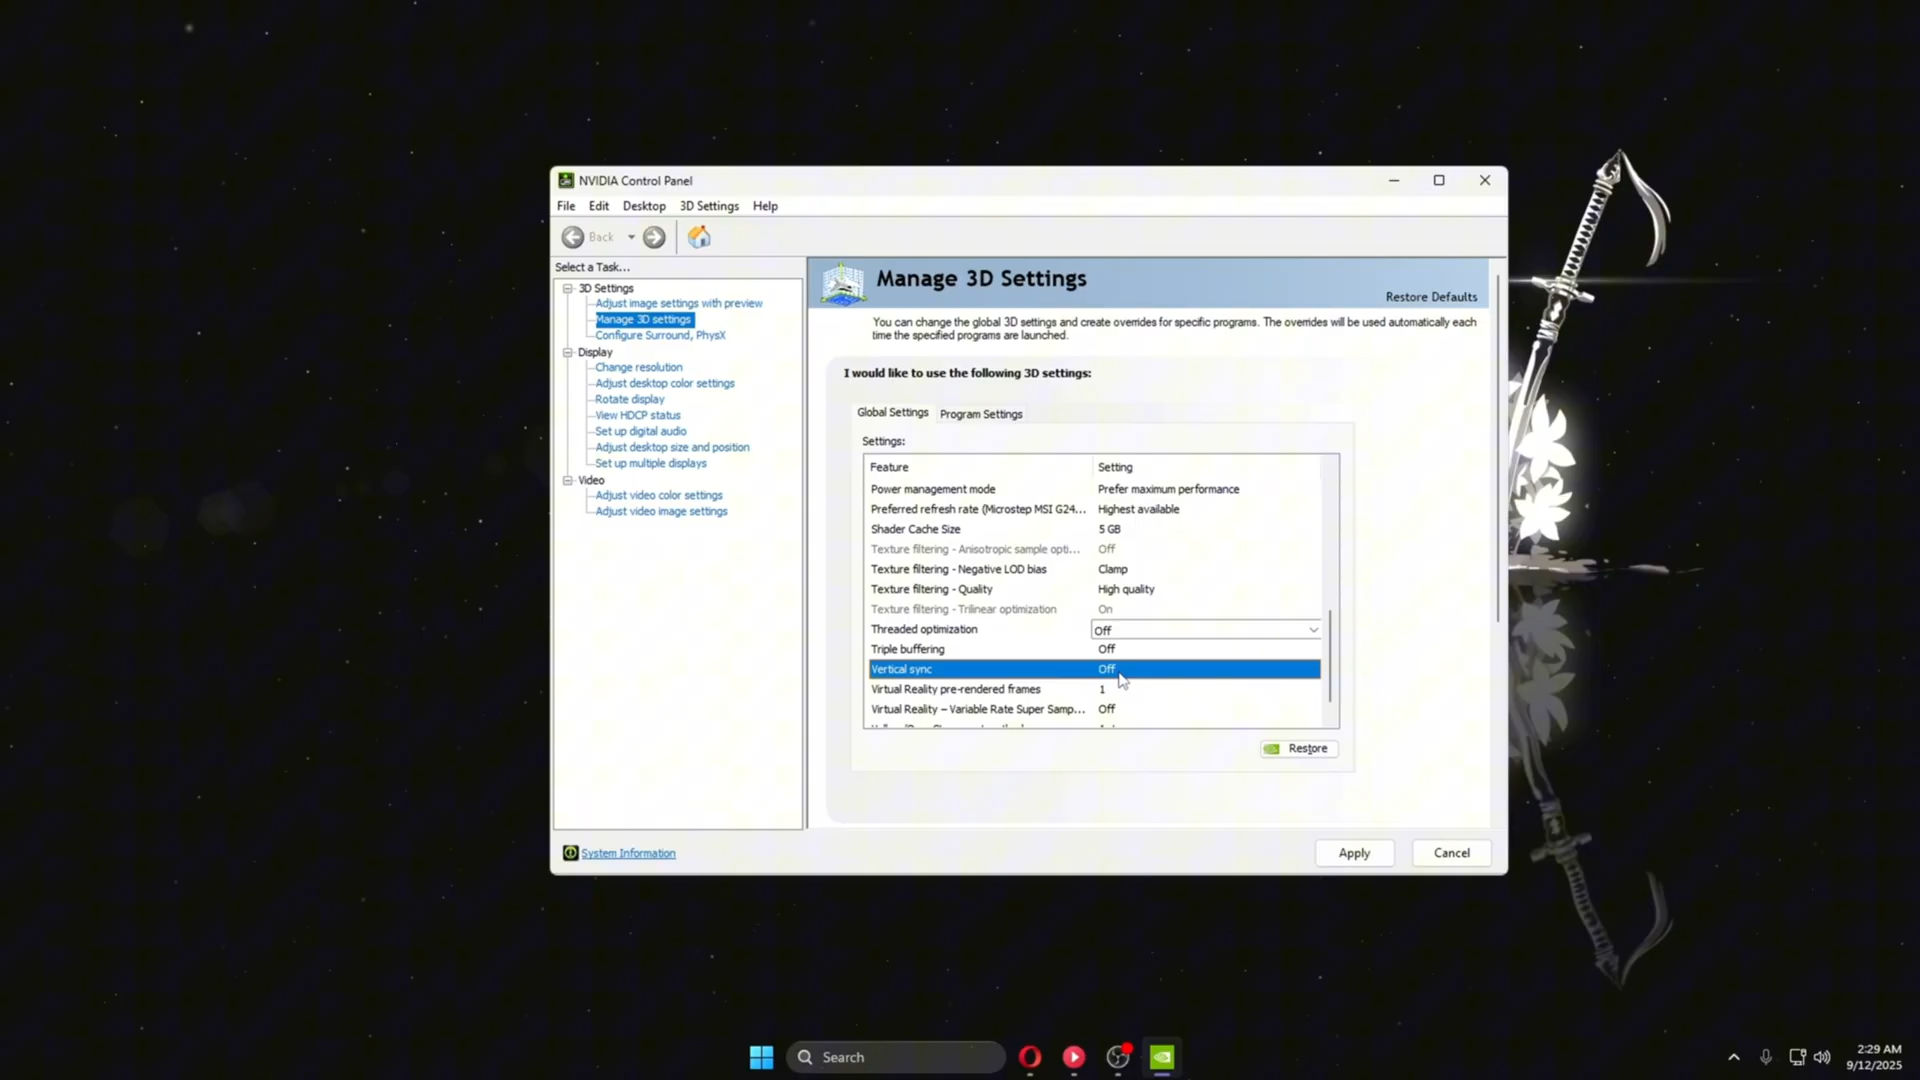 NVIDIA Control Panel
File Edit Desktop 3D Settings Help
Back
Select a Task...
3D Settings
Adjust image settings with preview
Manage 3D settings
Configure Surround, PhysX
Display
Change resolution
Adjust desktop color settings
Rotate display
View HDCP status
Set up digital audio
Adjust desktop size and position
Set up multiple displays
Video
Adjust video color settings
Adjust video image settings
System Information
Manage 3D Settings
Restore Defaults
You can change the global 3D settings and create overrides for specific programs. The overrides will be used automatically each
time the specified programs are launched.
I would like to use the following 3D settings:
Global Settings Program Settings
Settings:
Feature Setting
Power management mode Prefer maximum performance
Preferred refresh rate (Microstep MSI G24... Highest available
Shader Cache Size 5 GB
Texture filtering - Anisotropic sample opti... Off
Texture filtering - Negative LOD bias Clamp
Texture filtering - Quality High quality
Texture filtering - Trilinear optimization On
Threaded optimization Off
Triple buffering Off
Vertical sync Off
Virtual Reality pre-rendered frames 1
Virtual Reality – Variable Rate Super Samp... Off
Restore
Apply Cancel
Search
2:29 AM
9/12/2025